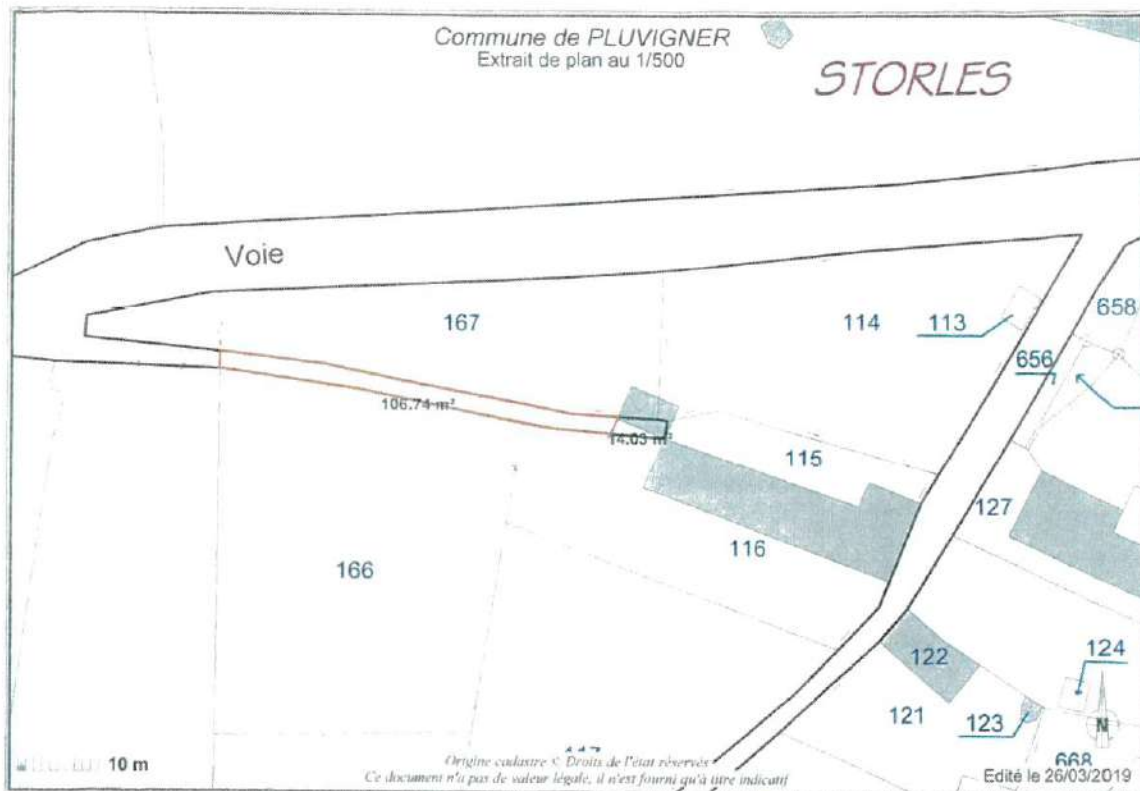 Commune de PLUVIGNER
Extrait de plan au 1/500
STORLES
Voie
167
114
113
658
656
106.74 m²
14.03 m²
115
127
116
166
122
124
121
123
N
668
10 m
Origine cadastre © Droits de l'état réservés
Ce document n'a pas de valeur légale, il n'est fourni qu'à titre indicatif
Edité le 26/03/2019